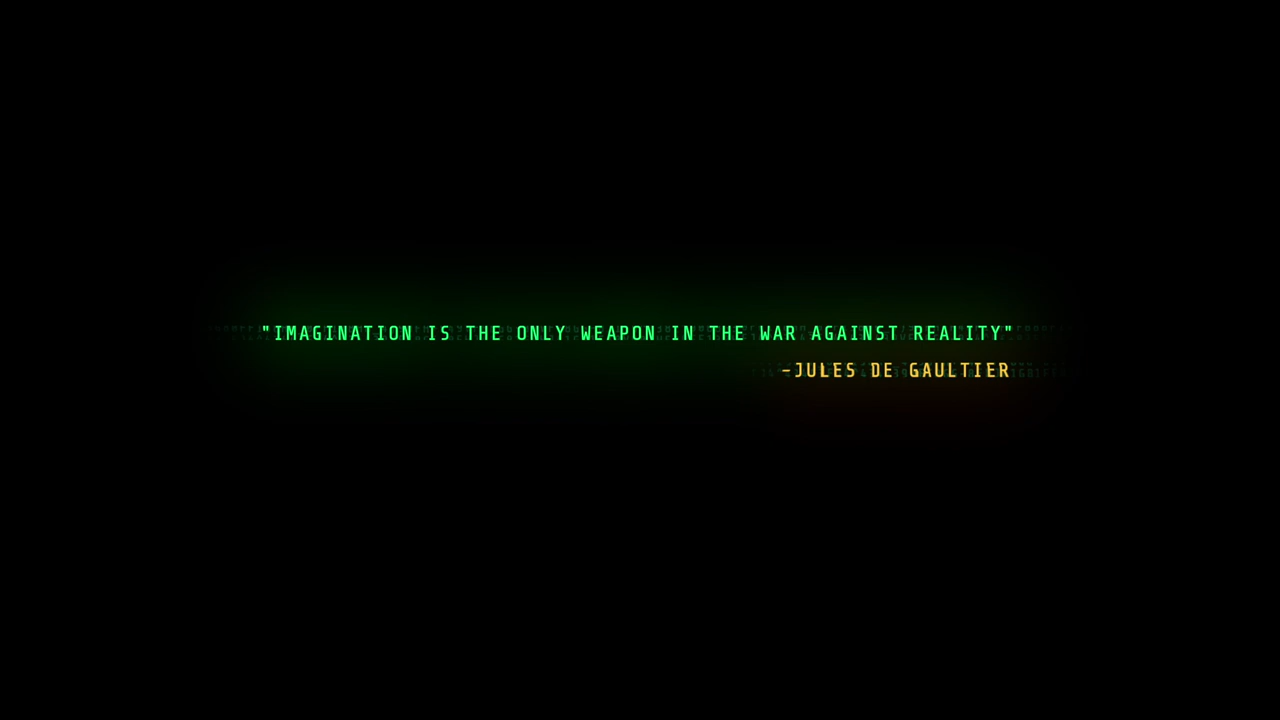 "IMAGINATION IS THE ONLY WEAPON IN THE WAR AGAINST REALITY"
-JULES DE GAULTIER